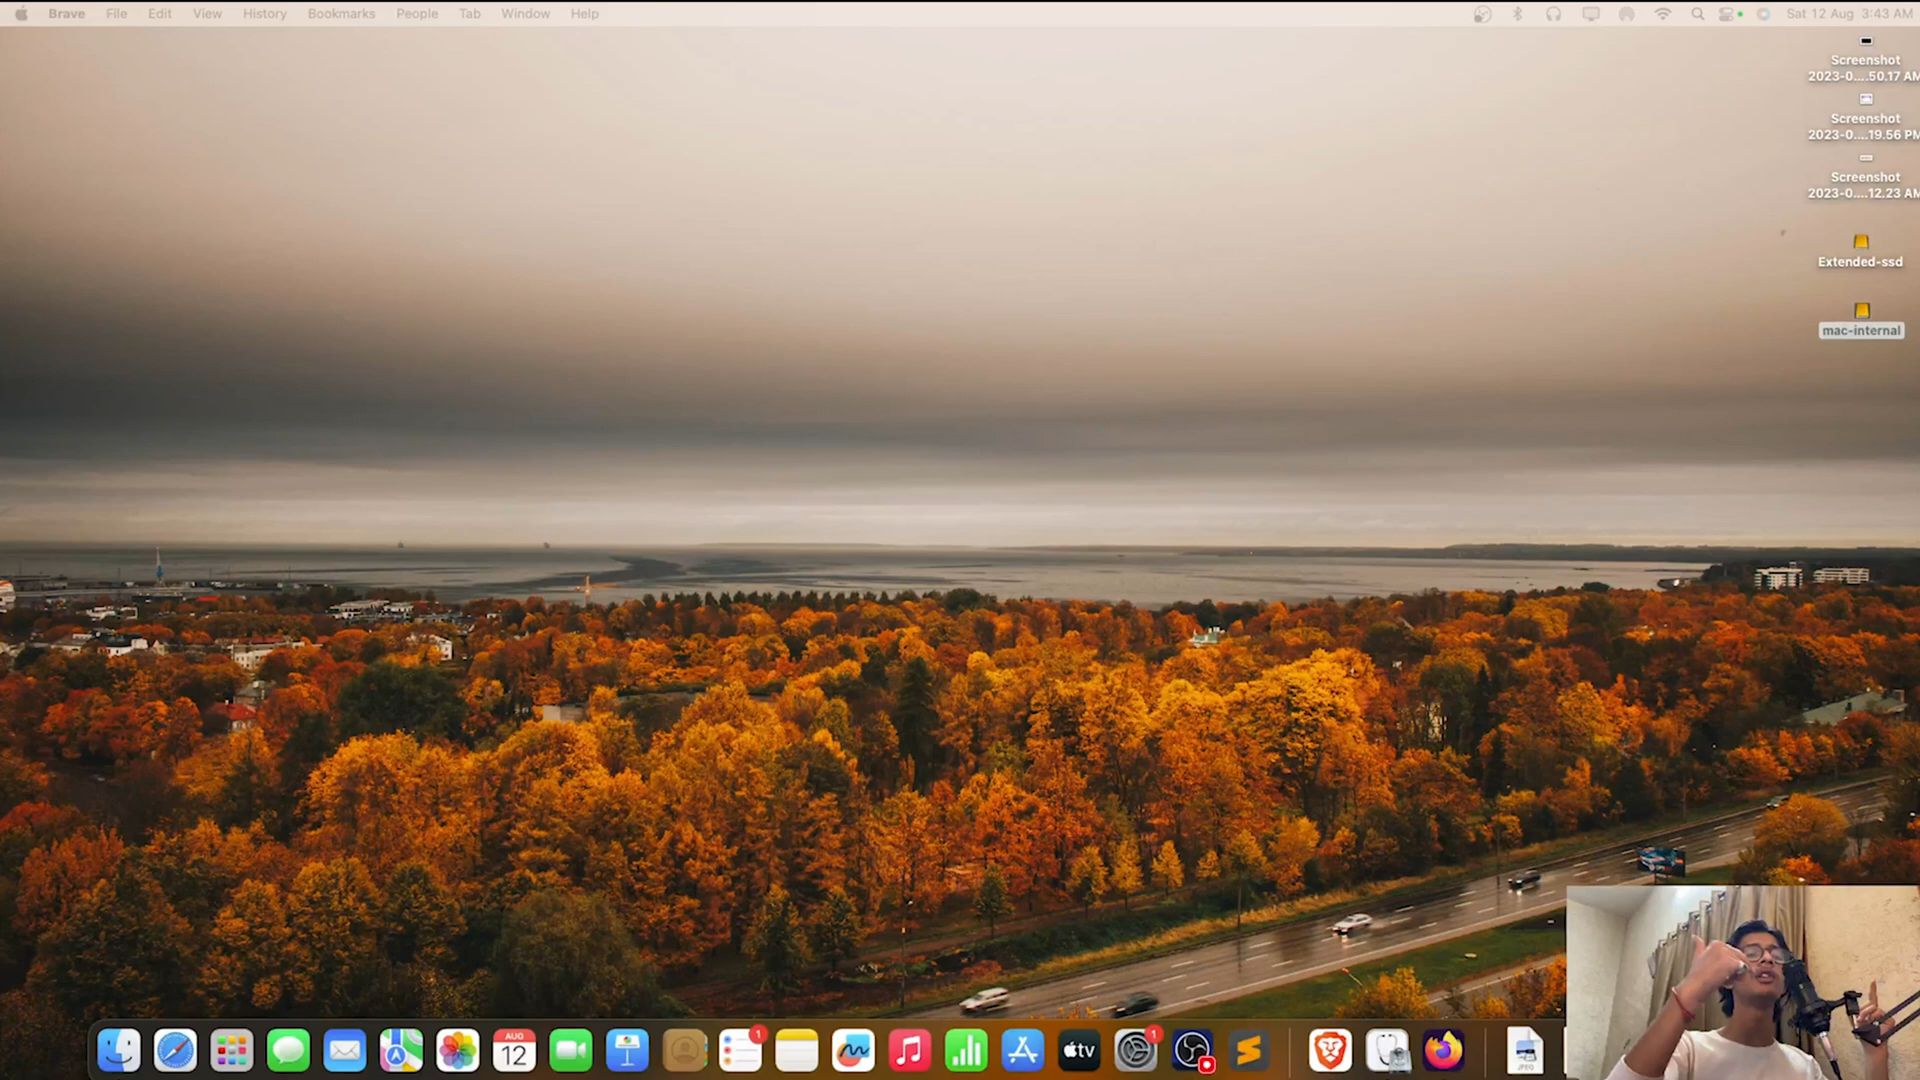 Brave File Edit View History Bookmarks People Tab Window Help
Sat 12 Aug 3:43 AM
Screenshot
2023-0....50.17 AM
Screenshot
2023-0....19.56 PM
Screenshot
2023-0....12.23 AM
Extended-ssd
mac-internal
AUG
12
1
tv
1
JPEG